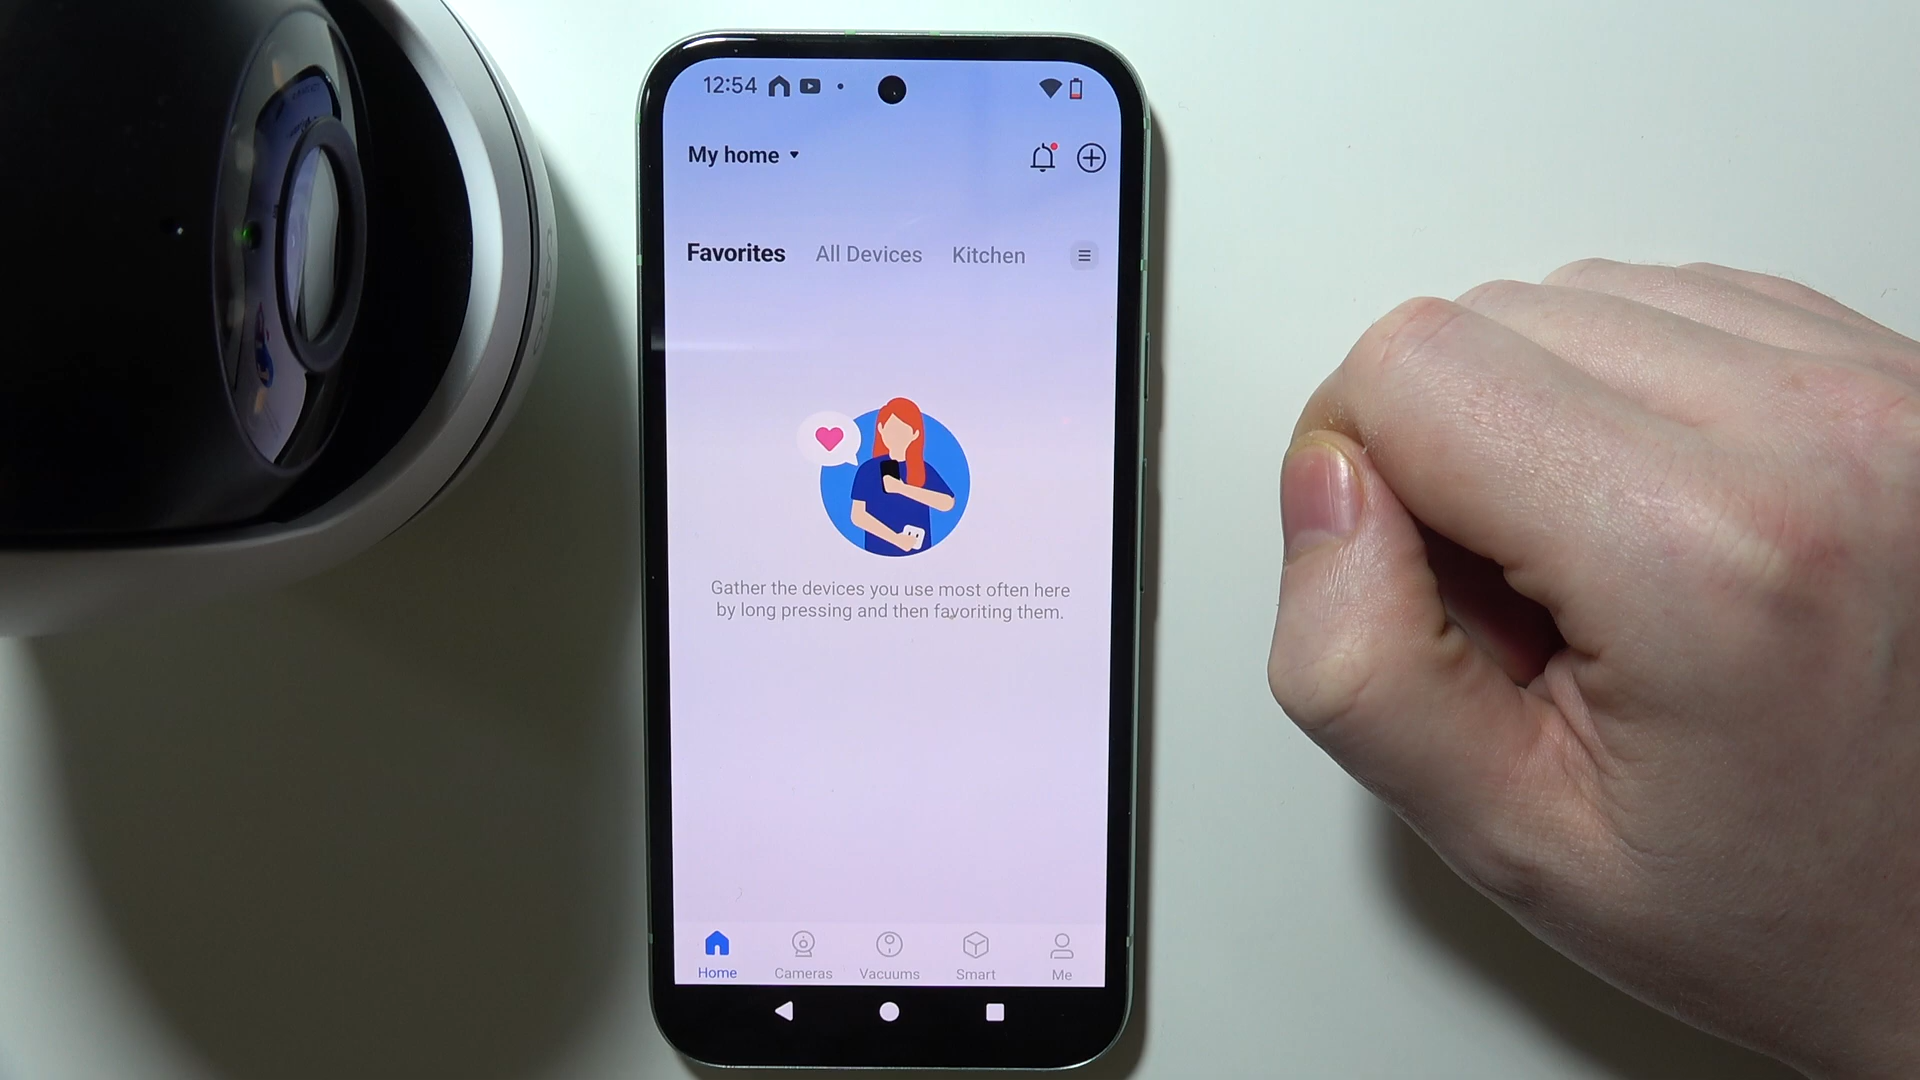 12:54
My home
Favorites All Devices Kitchen
Gather the devices you use most often here
by long pressing and then favoriting them.
Home Cameras Vacuums Smart Me